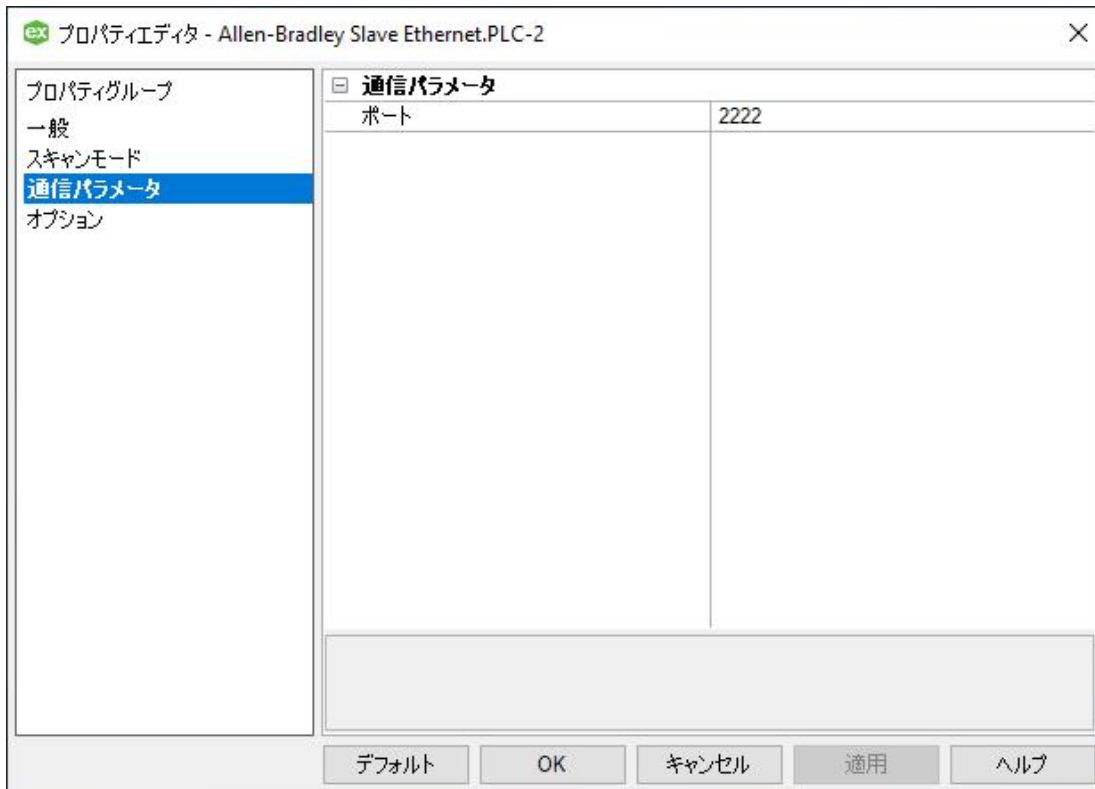 ex プロパティエディタ - Allen-Bradley Slave Ethernet.PLC-2
プロパティグループ
一般
スキャンモード
通信パラメータ
オプション
通信パラメータ
ポート 2222
デフォルト OK キャンセル 適用 ヘルプ